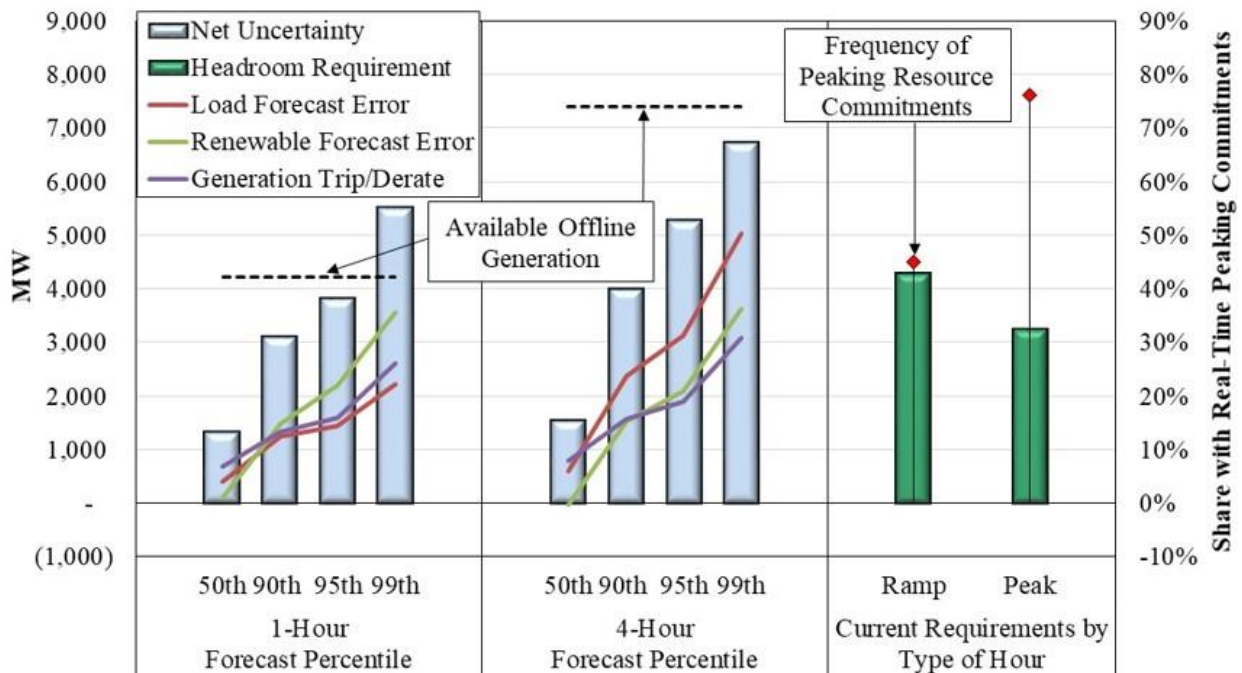 9,000
8,000
7,000
6,000
5,000
4,000
3,000
2,000
1,000
-
(1,000)
MW
Net Uncertainty
Headroom Requirement
Load Forecast Error
Renewable Forecast Error
Generation Trip/Derate
Available Offline
Generation
Frequency of
Peaking Resource
Commitments
90%
80%
70%
60%
50%
40%
30%
20%
10%
0%
-10%
Share with Real-Time Peaking Commitments
50th 90th 95th 99th
1-Hour
Forecast Percentile
50th 90th 95th 99th
4-Hour
Forecast Percentile
Ramp Peak
Current Requirements by
Type of Hour